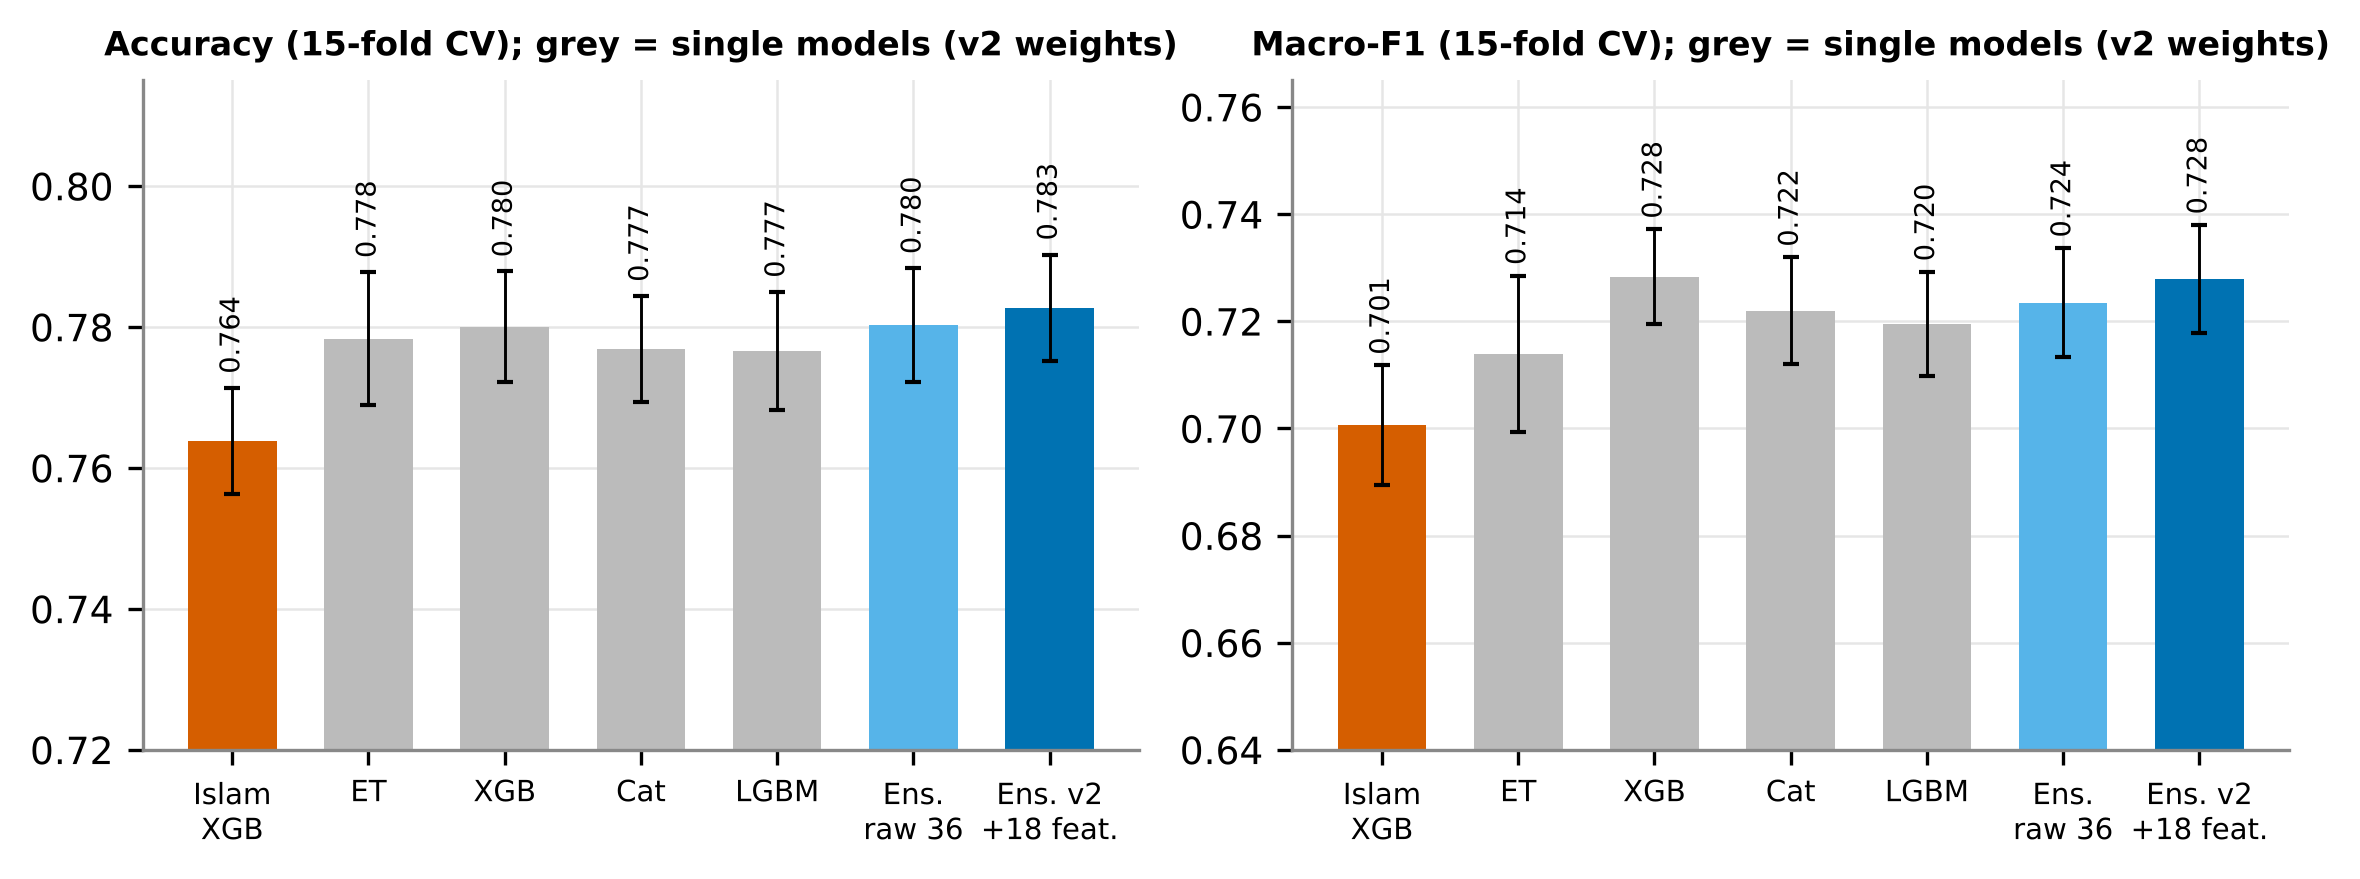 Accuracy (15-fold CV); grey = single models (v2 weights)
0.80
0.78
0.76
0.74
0.72
0.764
0.778
0.780
0.777
0.777
0.780
0.783
Islam
XGB
ET
XGB
Cat
LGBM
Ens.
raw 36
Ens. v2
+18 feat.
Macro-F1 (15-fold CV); grey = single models (v2 weights)
0.76
0.74
0.72
0.70
0.68
0.66
0.64
0.701
0.714
0.728
0.722
0.720
0.724
0.728
Islam
XGB
ET
XGB
Cat
LGBM
Ens.
raw 36
Ens. v2
+18 feat.